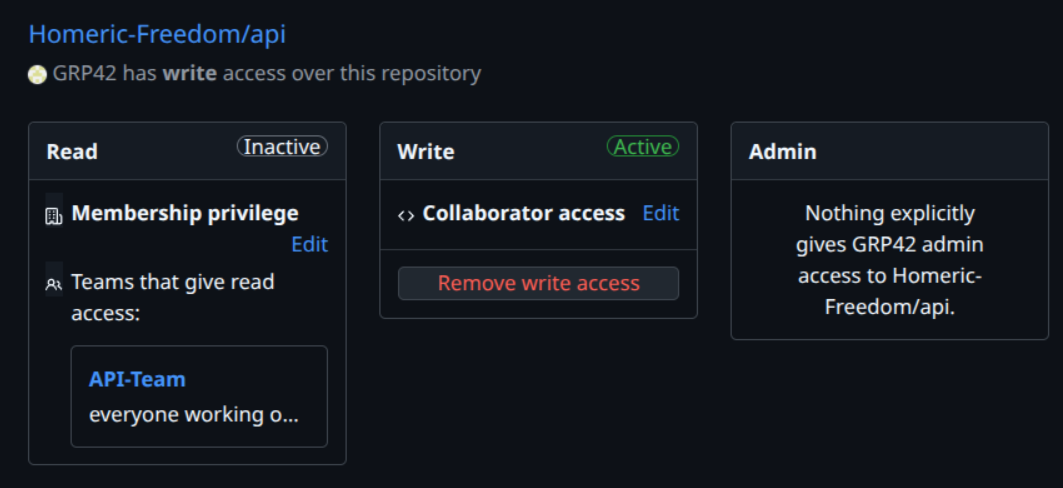 Homeric-Freedom/api
GRP42 has write access over this repository
Read
Inactive
Membership privilege
Edit
Teams that give read
access:
API-Team
everyone working o...
Write
Active
Collaborator access
Edit
Remove write access
Admin
Nothing explicitly
gives GRP42 admin
access to Homeric-
Freedom/api.